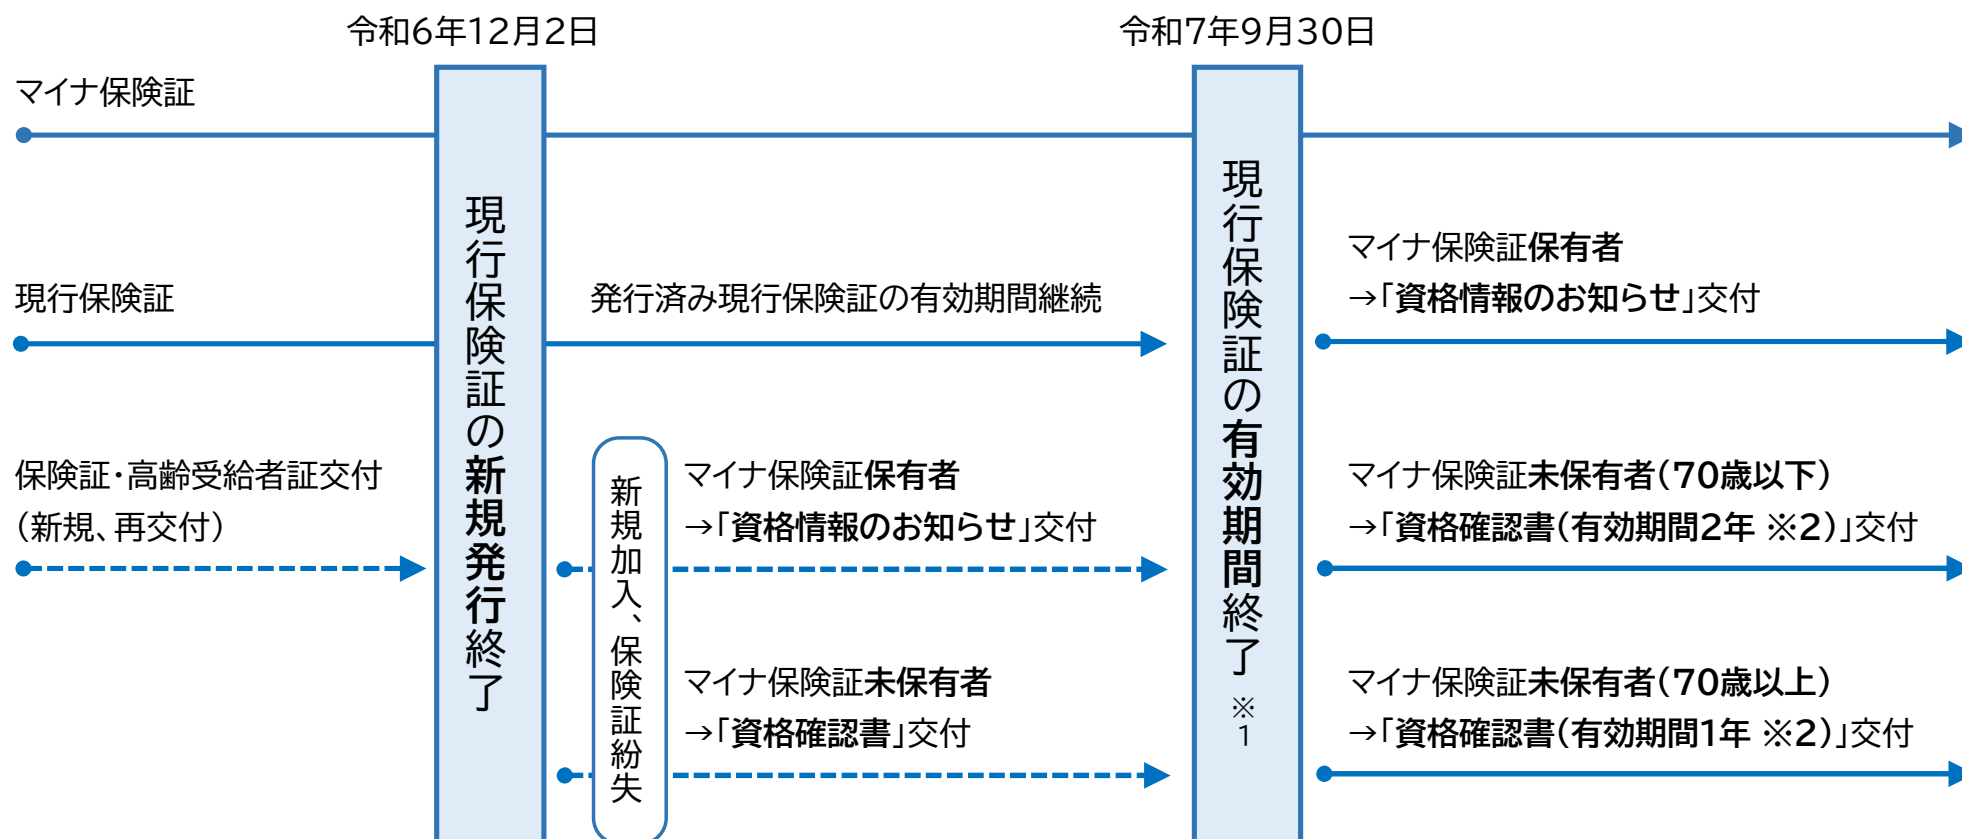 令和6年12月2日
令和7年9月30日
マイナ保険証
現行保険証
保険証・高齢受給者証交付
（新規、再交付）
現行保険証の新規発行終了
発行済み現行保険証の有効期間継続
新規加入、保険証紛失
マイナ保険証保有者
→「資格情報のお知らせ」交付
マイナ保険証未保有者
→「資格確認書」交付
現行保険証の有効期間終了 ※1
マイナ保険証保有者
→「資格情報のお知らせ」交付
マイナ保険証未保有者（70歳以下）
→「資格確認書（有効期間2年 ※2）」交付
マイナ保険証未保有者（70歳以上）
→「資格確認書（有効期間1年 ※2）」交付